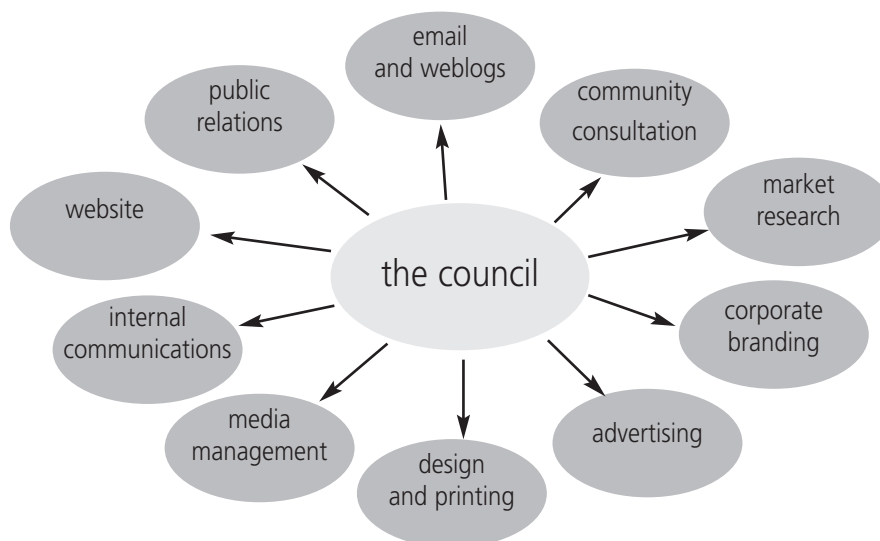 email
and weblogs
public
relations
community
consultation
website
market
research
the council
internal
communications
corporate
branding
media
management
advertising
design
and printing